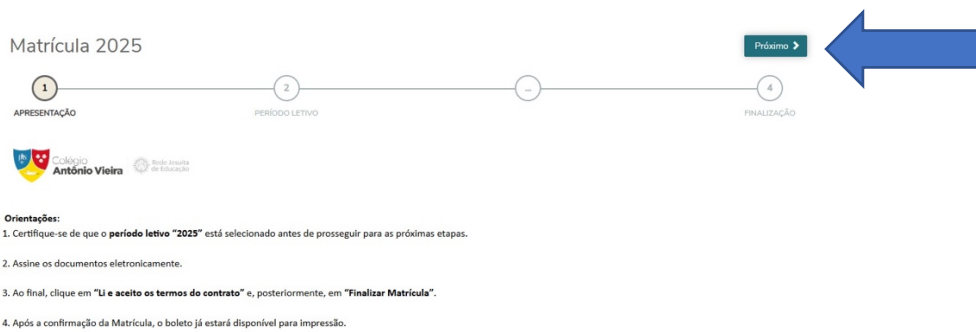 Matrícula 2025
Próximo
1
2
...
4
APRESENTAÇÃO
PERÍODO LETIVO
FINALIZAÇÃO
Colégio
Antônio Vieira
Rede Jesuíta
de Educação
Orientações:
1. Certifique-se de que o período letivo "2025" está selecionado antes de prosseguir para as próximas etapas.
2. Assine os documentos eletronicamente.
3. Ao final, clique em "Li e aceito os termos do contrato" e, posteriormente, em "Finalizar Matrícula".
4. Após a confirmação da Matrícula, o boleto já estará disponível para impressão.